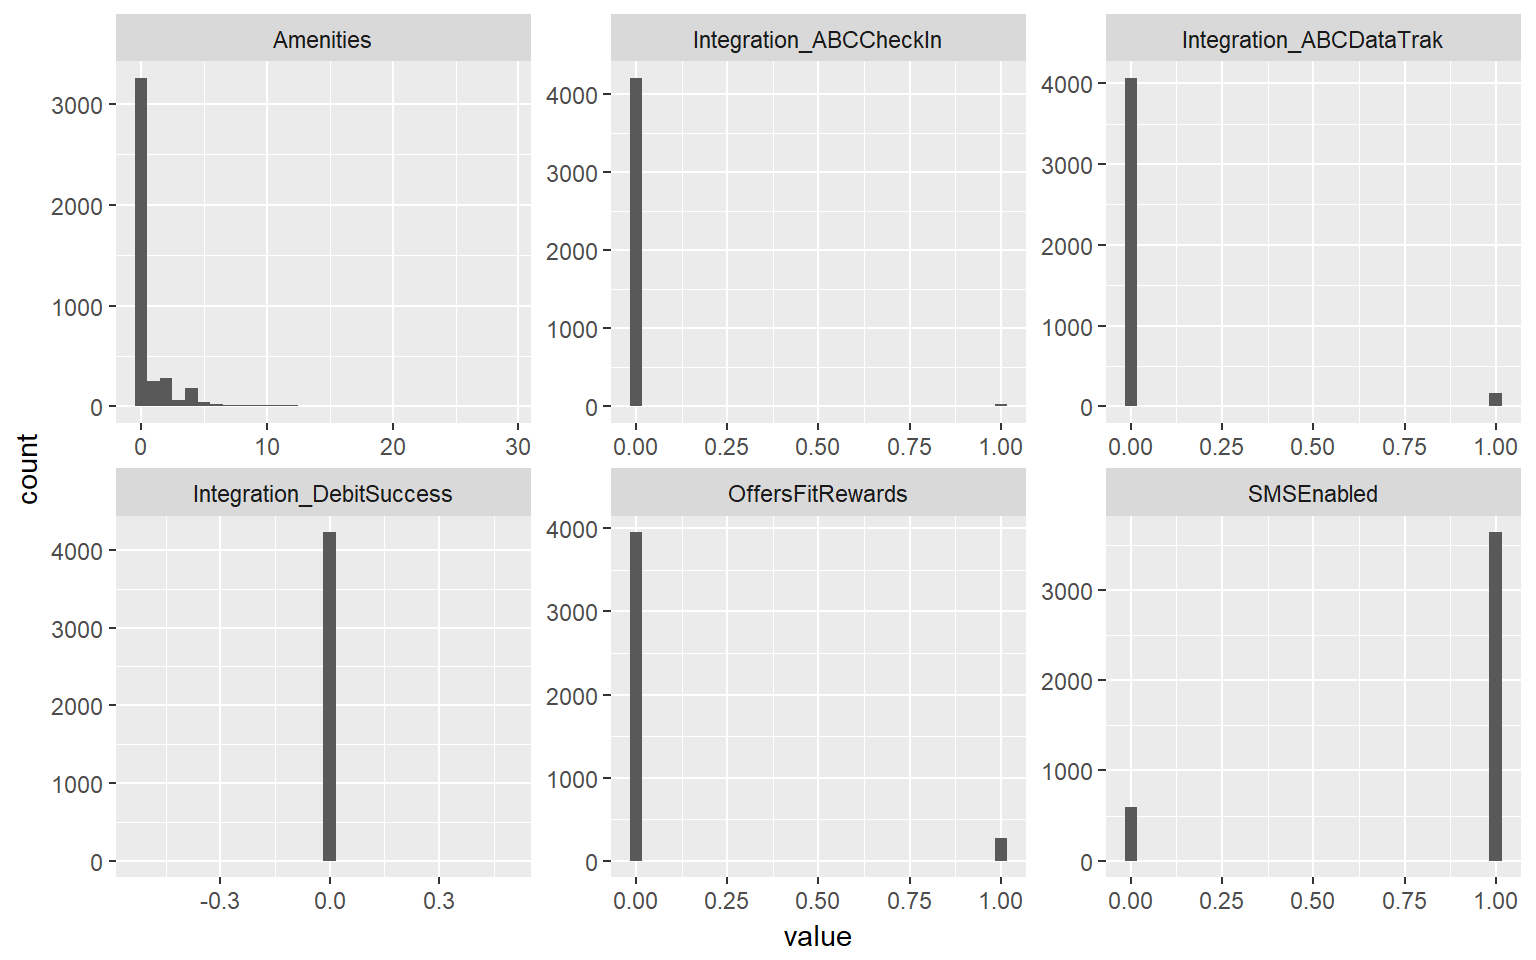 Amenities
Integration_ABCCheckIn
Integration_ABCDataTrak
3000
2000
1000
0
4000
3000
2000
1000
0
4000
3000
2000
1000
0
0 10 20 30
0.00 0.25 0.50 0.75 1.00
0.00 0.25 0.50 0.75 1.00
count
Integration_DebitSuccess
OffersFitRewards
SMSEnabled
4000
3000
2000
1000
0
4000
3000
2000
1000
0
3000
2000
1000
0
-0.3 0.0 0.3
0.00 0.25 0.50 0.75 1.00
0.00 0.25 0.50 0.75 1.00
value